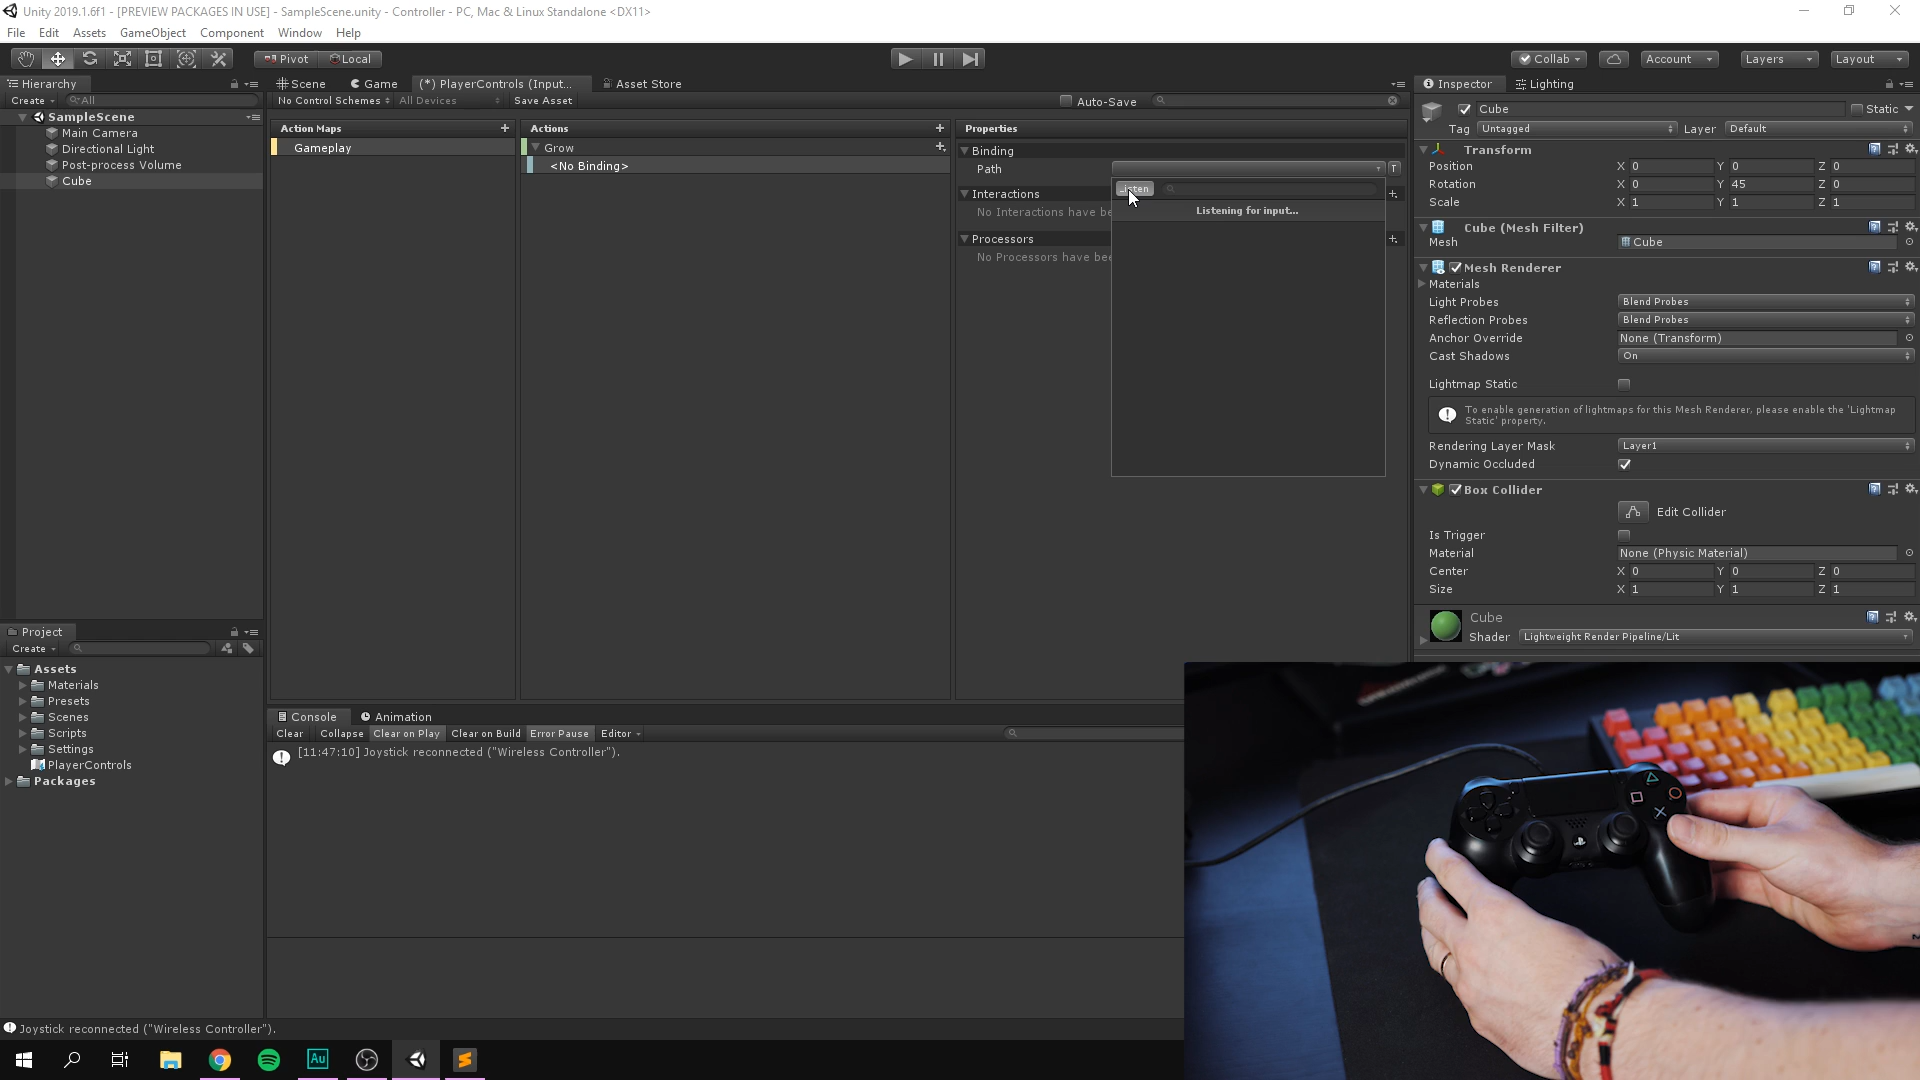 Unity 2019.1.6f1 - [PREVIEW PACKAGES IN USE] - SampleScene.unity - Controller - PC, Mac & Linux Standalone <DX11>
File Edit Assets GameObject Component Window Help
Pivot Local Collab Account Layers Layout
Hierarchy
Create All
SampleScene
Main Camera
Directional Light
Post-process Volume
Cube
Scene Game (*) PlayerControls (Input... Asset Store
No Control Schemes All Devices Save Asset Auto-Save
Action Maps
Gameplay
Actions
Grow
<No Binding>
Properties
Binding
Path T
Listening for input...
Interactions
No Interactions have be
Processors
No Processors have bee
Inspector Lighting
Cube Static
Tag Untagged Layer Default
Transform
Position X 0 Y 0 Z 0
Rotation X 0 Y 45 Z 0
Scale X 1 Y 1 Z 1
Cube (Mesh Filter)
Mesh Cube
Mesh Renderer
Materials
Light Probes Blend Probes
Reflection Probes Blend Probes
Anchor Override None (Transform)
Cast Shadows On
Lightmap Static
To enable generation of lightmaps for this Mesh Renderer, please enable the 'Lightmap
Static' property.
Rendering Layer Mask Layer1
Dynamic Occluded
Box Collider
Edit Collider
Is Trigger
Material None (Physic Material)
Center X 0 Y 0 Z 0
Size X 1 Y 1 Z 1
Cube
Shader Lightweight Render Pipeline/Lit
Project
Create
Assets
Materials
Presets
Scenes
Scripts
Settings
PlayerControls
Packages
Console Animation
Clear Collapse Clear on Play Clear on Build Error Pause Editor
[11:47:10] Joystick reconnected ("Wireless Controller").
Joystick reconnected ("Wireless Controller").
Au